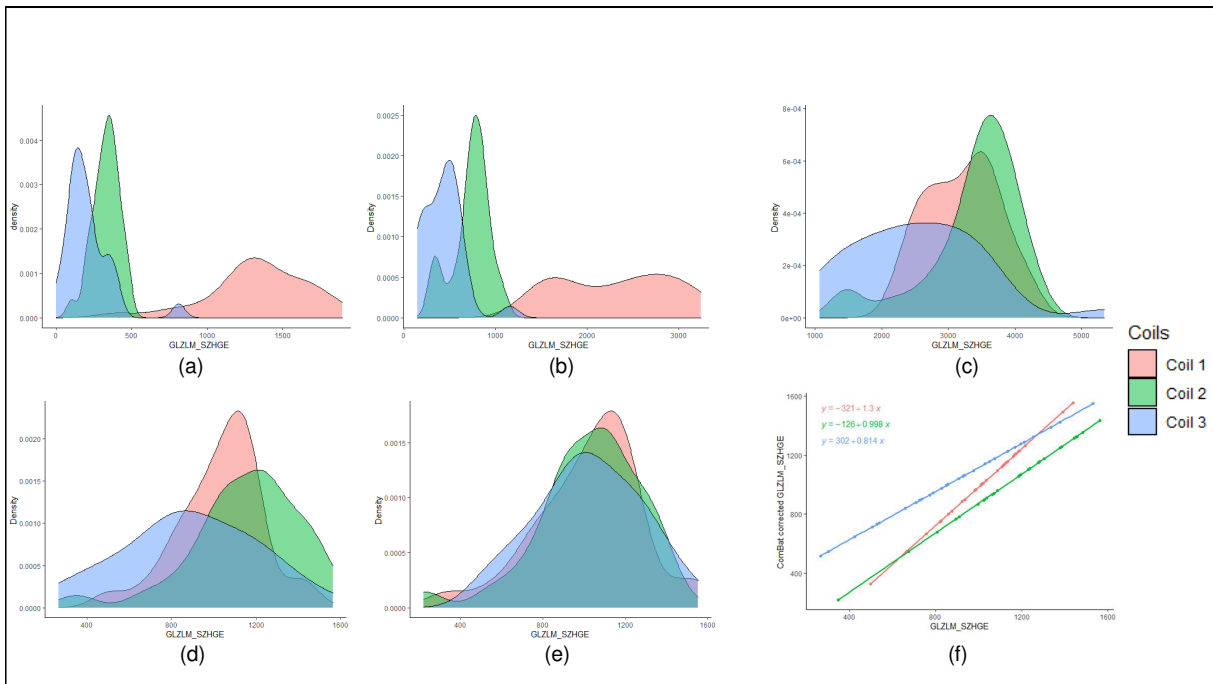 0.004
0.003
0.002
0.001
0.000
density
0
500
1000
1500
GLZLM_SZHGE
(a)
0.0025
0.0020
0.0015
0.0010
0.0005
0.0000
Density
0
1000
2000
3000
GLZLM_SZHGE
(b)
8e-04
6e-04
4e-04
2e-04
0e+00
Density
1000
2000
3000
4000
5000
GLZLM_SZHGE
(c)
Coils
Coil 1
Coil 2
Coil 3
0.0020
0.0015
0.0010
0.0005
0.0000
Density
400
800
1200
1600
GLZLM_SZHGE
(d)
0.0015
0.0010
0.0005
0.0000
Density
400
800
1200
1600
GLZLM_SZHGE
(e)
1600
1200
800
400
ComBat corrected GLZLM_SZHGE
y = −321 + 1.3 x
y = −126 + 0.998 x
y = 302 + 0.814 x
400
800
1200
1600
GLZLM_SZHGE
(f)